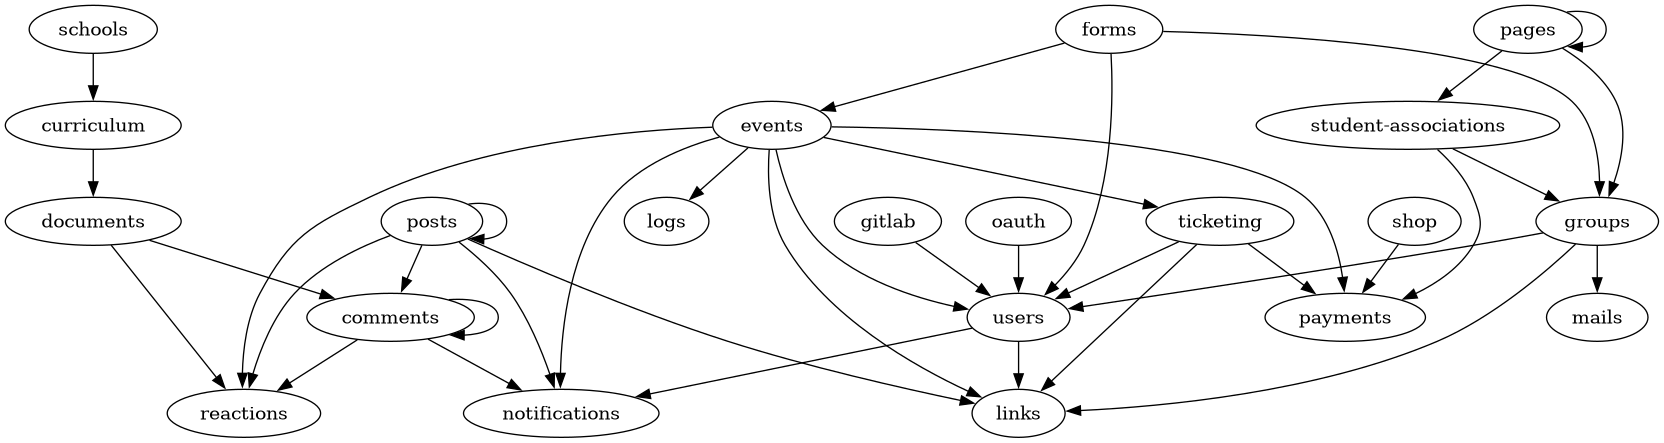 schools
forms
pages
curriculum
events
student-associations
documents
posts
logs
gitlab
oauth
ticketing
shop
groups
comments
users
payments
mails
reactions
notifications
links